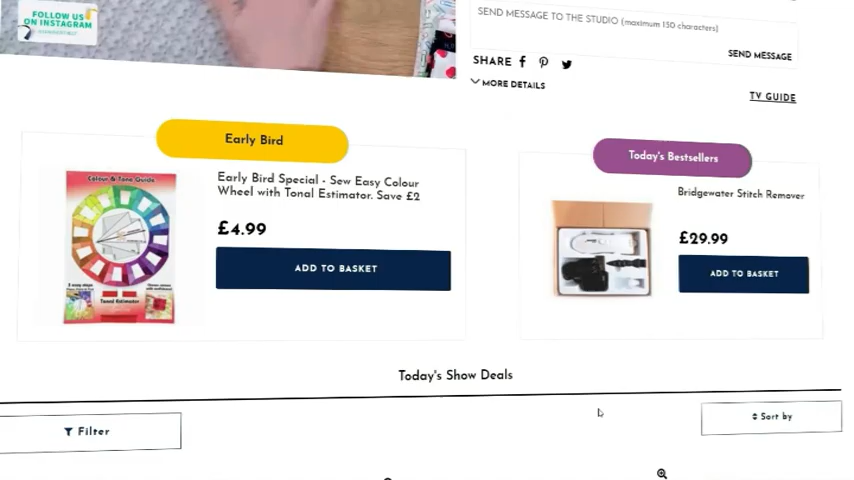 FOLLOW US
ON INSTAGRAM
SEND MESSAGE TO THE STUDIO (maximum 150 characters)
SEND MESSAGE
SHARE
MORE DETAILS
TV GUIDE
Early Bird
Today's Bestsellers
Colour & Tone Guide
Tonal Estimator
Early Bird Special - Sew Easy Colour
Wheel with Tonal Estimator. Save £2
£4.99
ADD TO BASKET
Bridgewater Stitch Remover
£29.99
ADD TO BASKET
Today's Show Deals
Filter
Sort by